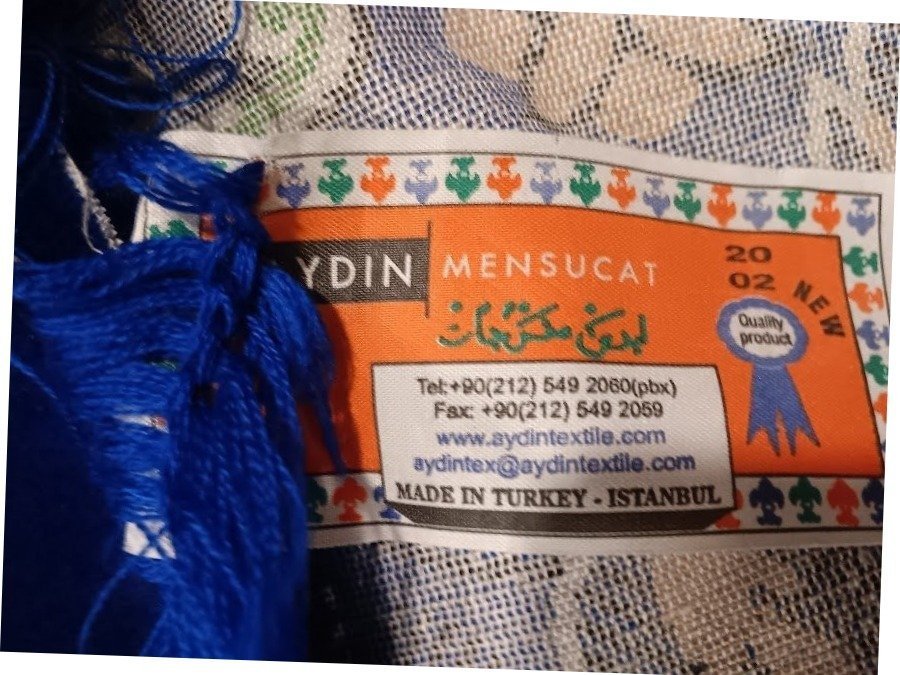 AYDIN MENSUCAT
20
02 NEW
Quality
product
Tel:+90(212) 549 2060(pbx)
Fax: +90(212) 549 2059
www.aydintextile.com
aydintex@aydintextile.com
MADE IN TURKEY - ISTANBUL